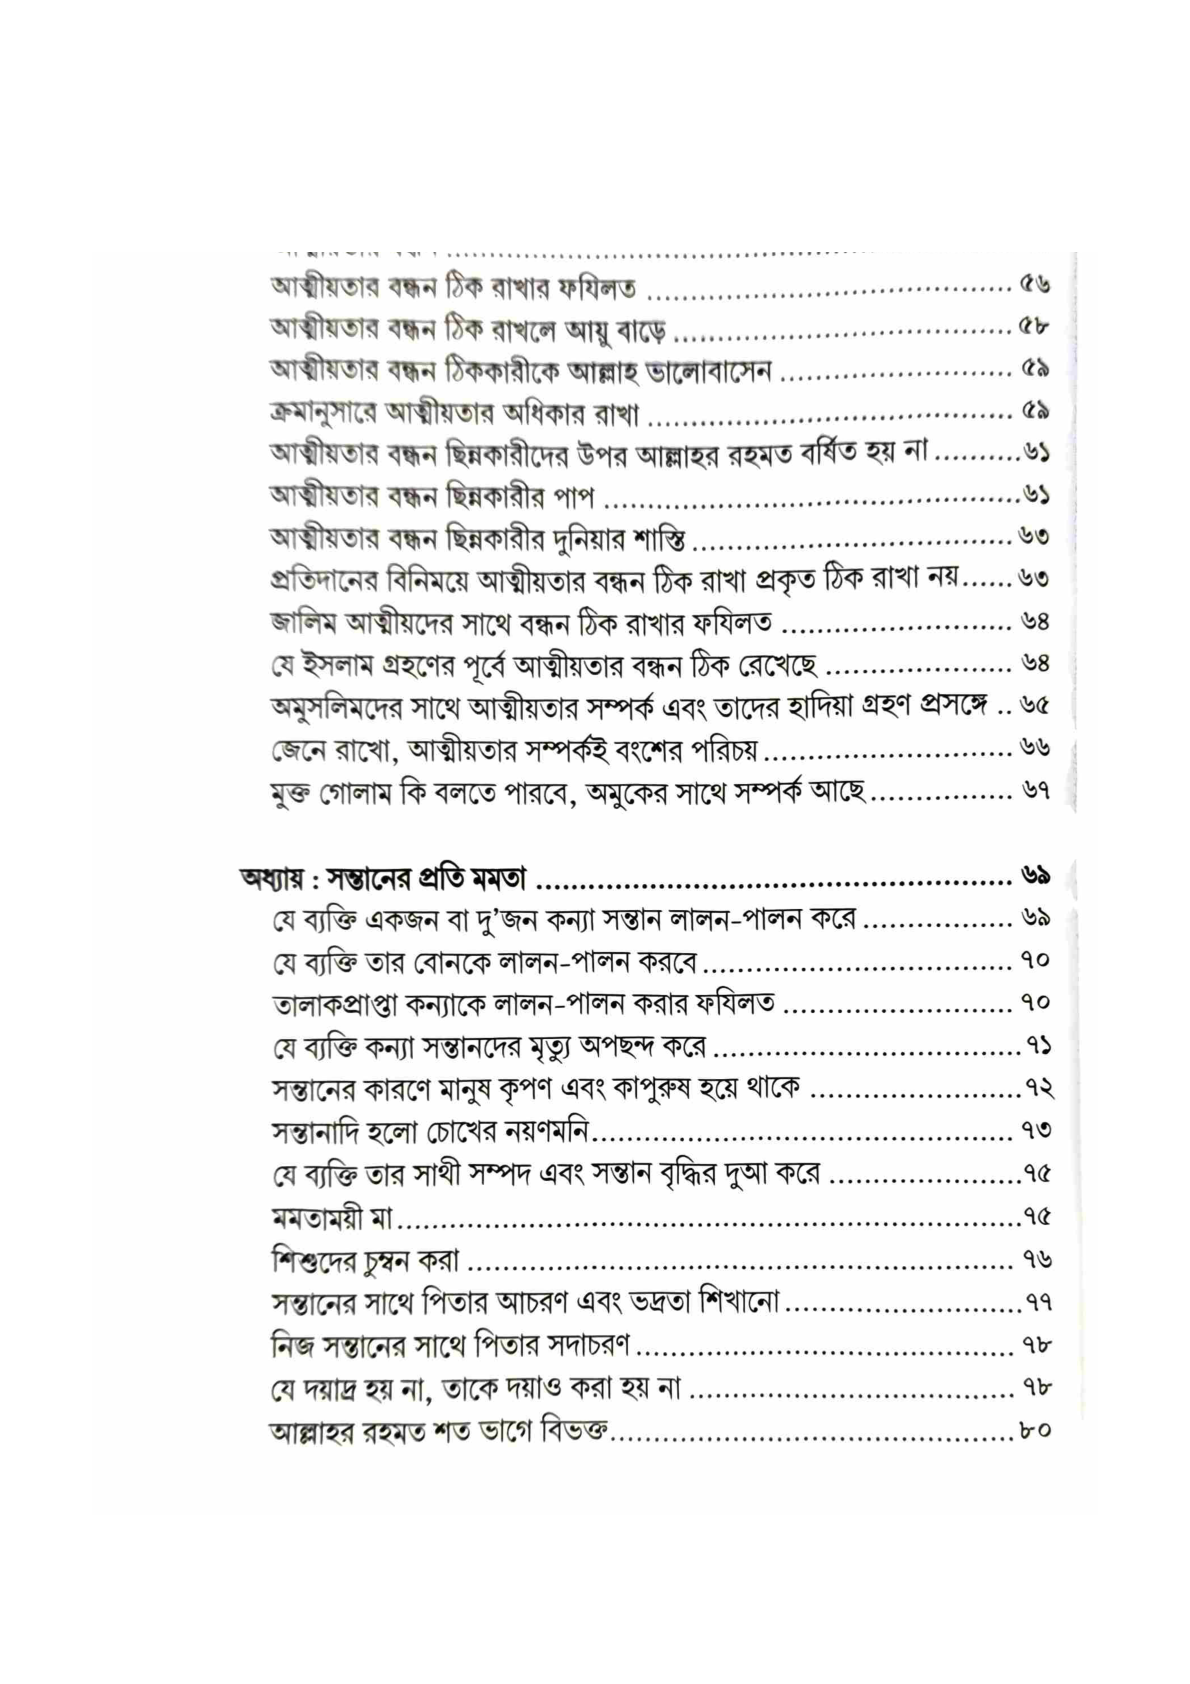 আত্মীয়তার বন্ধন ঠিক রাখার ফযিলত .......................................... ৫৬
আত্মীয়তার বন্ধন ঠিক রাখলে আয়ু বাড়ে ....................................... ৫৮
আত্মীয়তার বন্ধন ঠিককারীকে আল্লাহ ভালোবাসেন ........................... ৫৯
ক্রমানুসারে আত্মীয়তার অধিকার রাখা .......................................... ৫৯
আত্মীয়তার বন্ধন ছিন্নকারীদের উপর আল্লাহর রহমত বর্ষিত হয় না ..........৬১
আত্মীয়তার বন্ধন ছিন্নকারীর পাপ ................................................৬১
আত্মীয়তার বন্ধন ছিন্নকারীর দুনিয়ার শাস্তি ..................................... ৬৩
প্রতিদানের বিনিময়ে আত্মীয়তার বন্ধন ঠিক রাখা প্রকৃত ঠিক রাখা নয়...... ৬৩
জালিম আত্মীয়দের সাথে বন্ধন ঠিক রাখার ফযিলত ........................... ৬৪
যে ইসলাম গ্রহণের পূর্বে আত্মীয়তার বন্ধন ঠিক রেখেছে ...................... ৬৪
অমুসলিমদের সাথে আত্মীয়তার সম্পর্ক এবং তাদের হাদিয়া গ্রহণ প্রসঙ্গে .. ৬৫
জেনে রাখো, আত্মীয়তার সম্পর্কই বংশের পরিচয় ............................. ৬৬
মুক্ত গোলাম কি বলতে পারবে, অমুকের সাথে সম্পর্ক আছে ................. ৬৭
অধ্যায় : সন্তানের প্রতি মমতা ....................................................... ৬৯
যে ব্যক্তি একজন বা দু’জন কন্যা সন্তান লালন-পালন করে .................. ৬৯
যে ব্যক্তি তার বোনকে লালন-পালন করবে .................................... ৭০
তালাকপ্রাপ্তা কন্যাকে লালন-পালন করার ফযিলত ........................... ৭০
যে ব্যক্তি কন্যা সন্তানদের মৃত্যু অপছন্দ করে ....................................৭১
সন্তানের কারণে মানুষ কৃপণ এবং কাপুরুষ হয়ে থাকে .........................৭২
সন্তানাদি হলো চোখের নয়ণমনি................................................. ৭৩
যে ব্যক্তি তার সাথী সম্পদ এবং সন্তান বৃদ্ধির দুআ করে .......................৭৫
মমতাময়ী মা.........................................................................৭৫
শিশুদের চুম্বন করা ................................................................ ৭৬
সন্তানের সাথে পিতার আচরণ এবং ভদ্রতা শিখানো ............................৭৭
নিজ সন্তানের সাথে পিতার সদাচরণ ............................................ ৭৮
যে দয়াদ্র হয় না, তাকে দয়াও করা হয় না ...................................... ৭৮
আল্লাহর রহমত শত ভাগে বিভক্ত................................................৮০